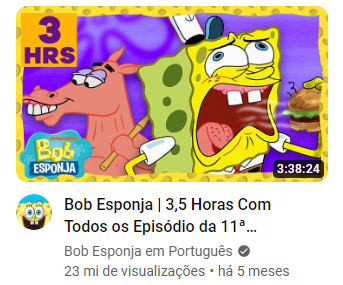 3
HRS
Bob
ESPONJA
3:38:24
Bob Esponja | 3,5 Horas Com
Todos os Episódio da 11ª...
Bob Esponja em Português
23 mi de visualizações • há 5 meses